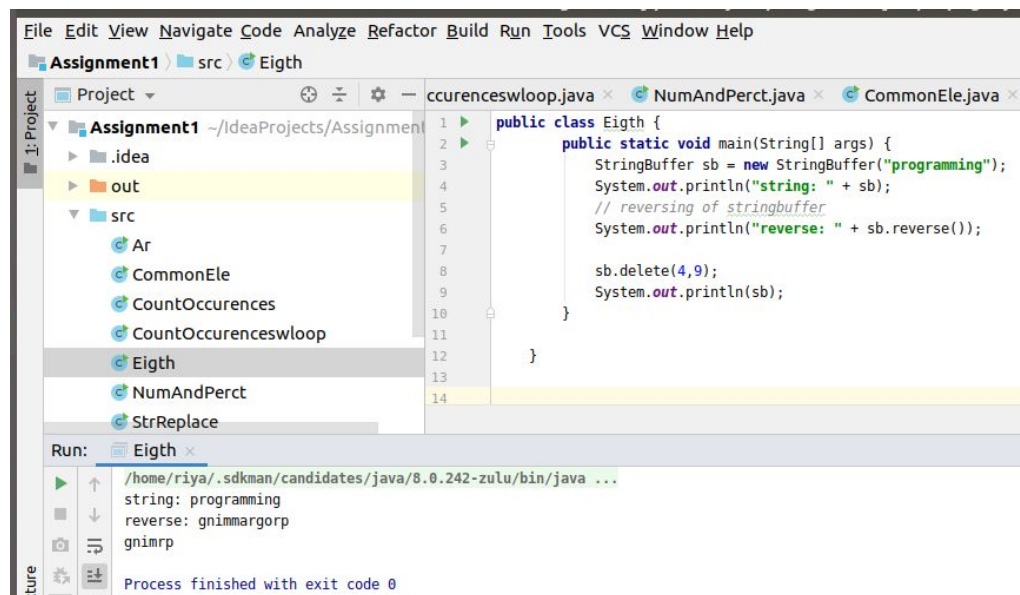 File Edit View Navigate Code Analyze Refactor Build Run Tools VCS Window Help
Assignment1 src Eigth
1: Project
Project
ccurenceswloop.java × NumAndPerct.java × CommonEle.java ×
Assignment1 ~/IdeaProjects/Assignment
.idea
out
src
Ar
CommonEle
CountOccurences
CountOccurenceswloop
Eigth
NumAndPerct
StrReplace
1 public class Eigth {
2 public static void main(String[] args) {
3 StringBuffer sb = new StringBuffer("programming");
4 System.out.println("string: " + sb);
5 // reversing of stringbuffer
6 System.out.println("reverse: " + sb.reverse());
7
8 sb.delete(4,9);
9 System.out.println(sb);
10 }
11
12 }
13
14
Run: Eigth ×
/home/riya/.sdkman/candidates/java/8.0.242-zulu/bin/java ...
string: programming
reverse: gnimmargorp
gnimrp
Process finished with exit code 0